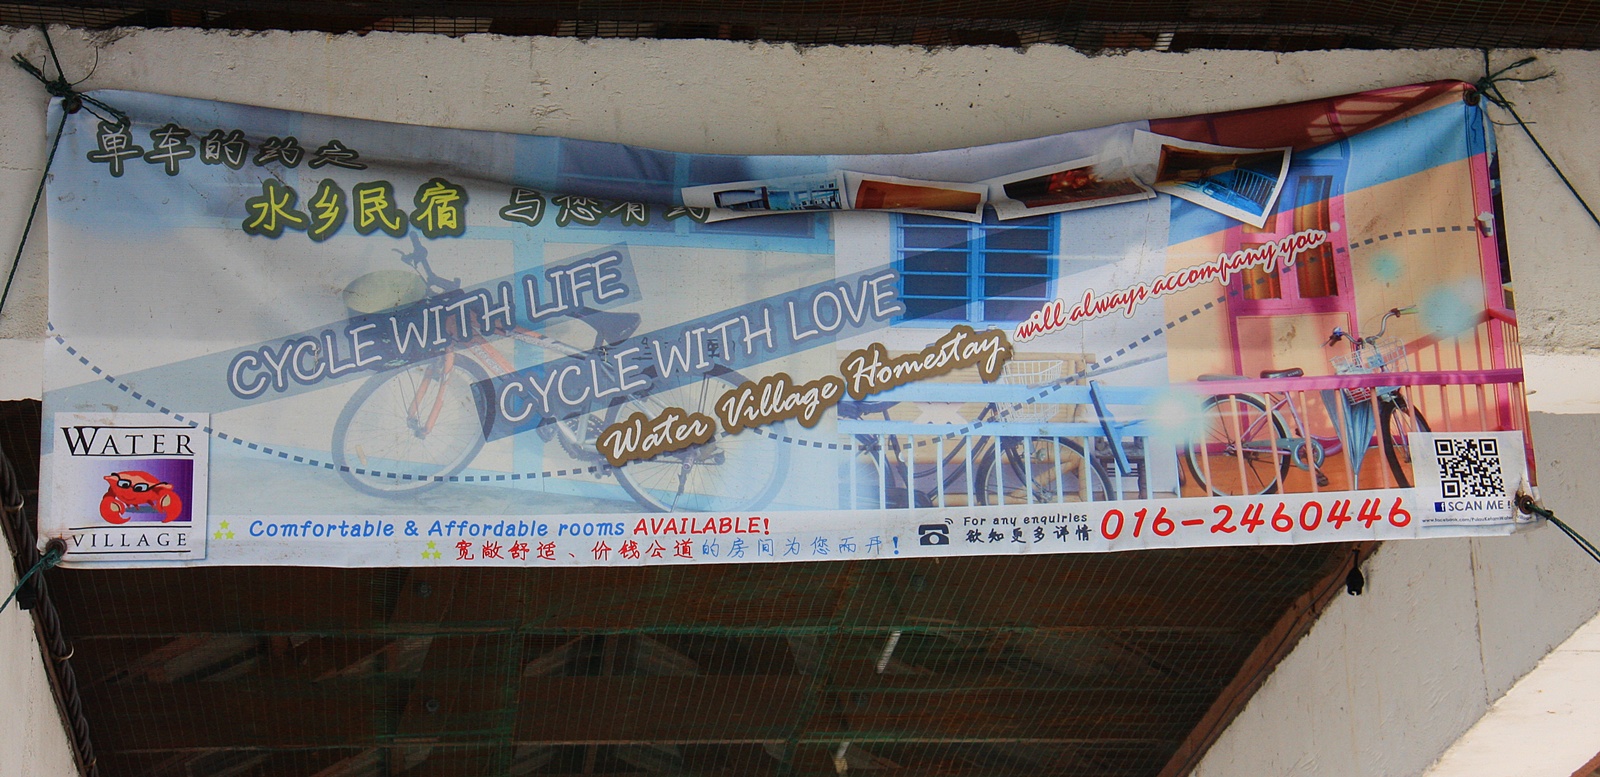 单车的约之
水乡民宿 与您有约
CYCLE WITH LIFE
CYCLE WITH LOVE
Water Village Homestay will always accompany you
WATER
VILLAGE
Comfortable & Affordable rooms AVAILABLE!
宽敞舒适、价钱公道的房间为您而开!
For any enquiries
欲知更多详情
016-2460446
SCAN ME!